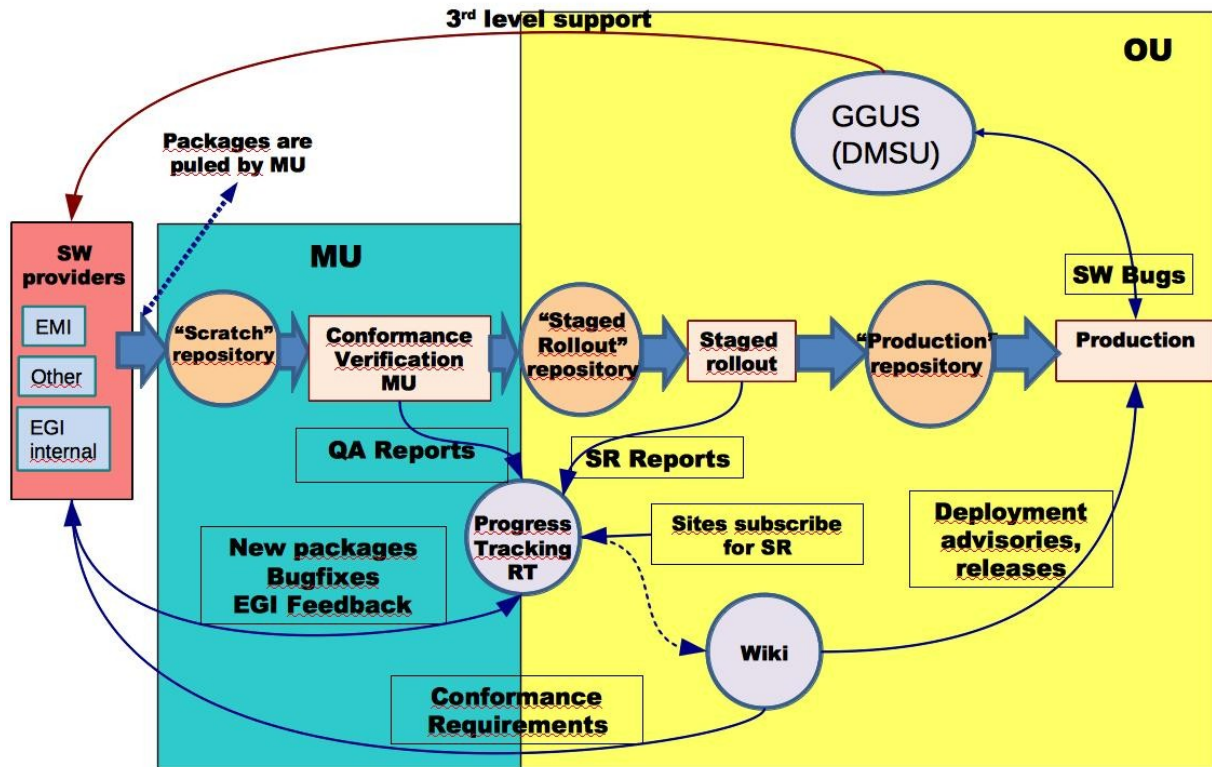 3rd level support
OU
GGUS
(DMSU)
Packages are
puled by MU
SW
providers
EMI
Other
EGI
internal
MU
SW Bugs
“Scratch”
repository
Conformance
Verification
MU
“Staged
Rollout”
repository
Staged
rollout
“Production”
repository
Production
QA Reports
SR Reports
Progress
Tracking
RT
Sites subscribe
for SR
Deployment
advisories,
releases
New packages
Bugfixes
EGI Feedback
Wiki
Conformance
Requirements